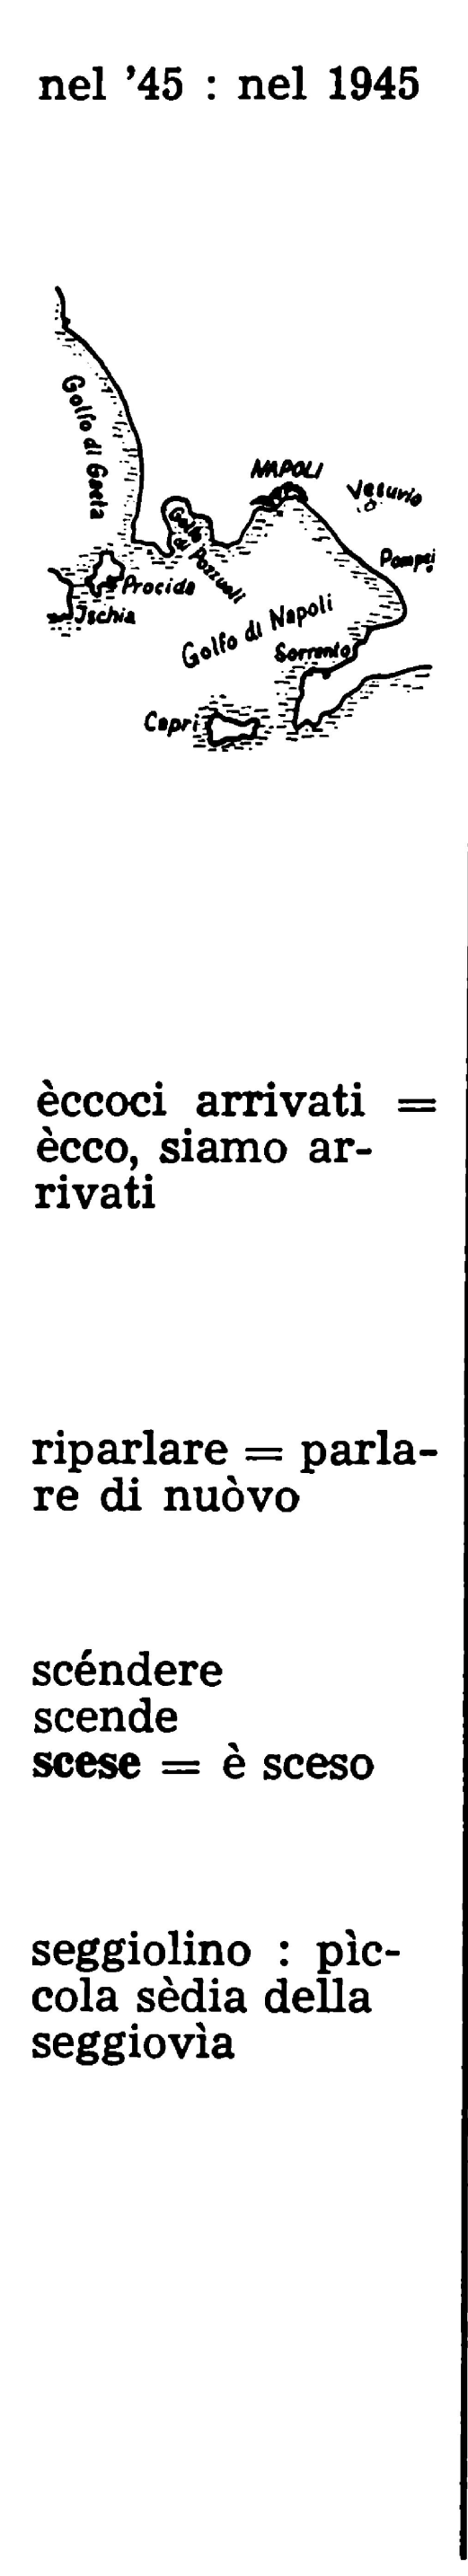 nel ’45 : nel 1945
Golfo di Gaeta
NAPOLI
Vesuvio
Golfo di Pozzuoli
Pompei
Procida
Ischia
Golfo di Napoli
Sorrento
Capri
èccoci arrivati =
ècco, siamo ar-
rivati
riparlare = parla-
re di nuòvo
scéndere
scende
scese = è sceso
seggiolino : pìc-
cola sèdia della
seggiovìa